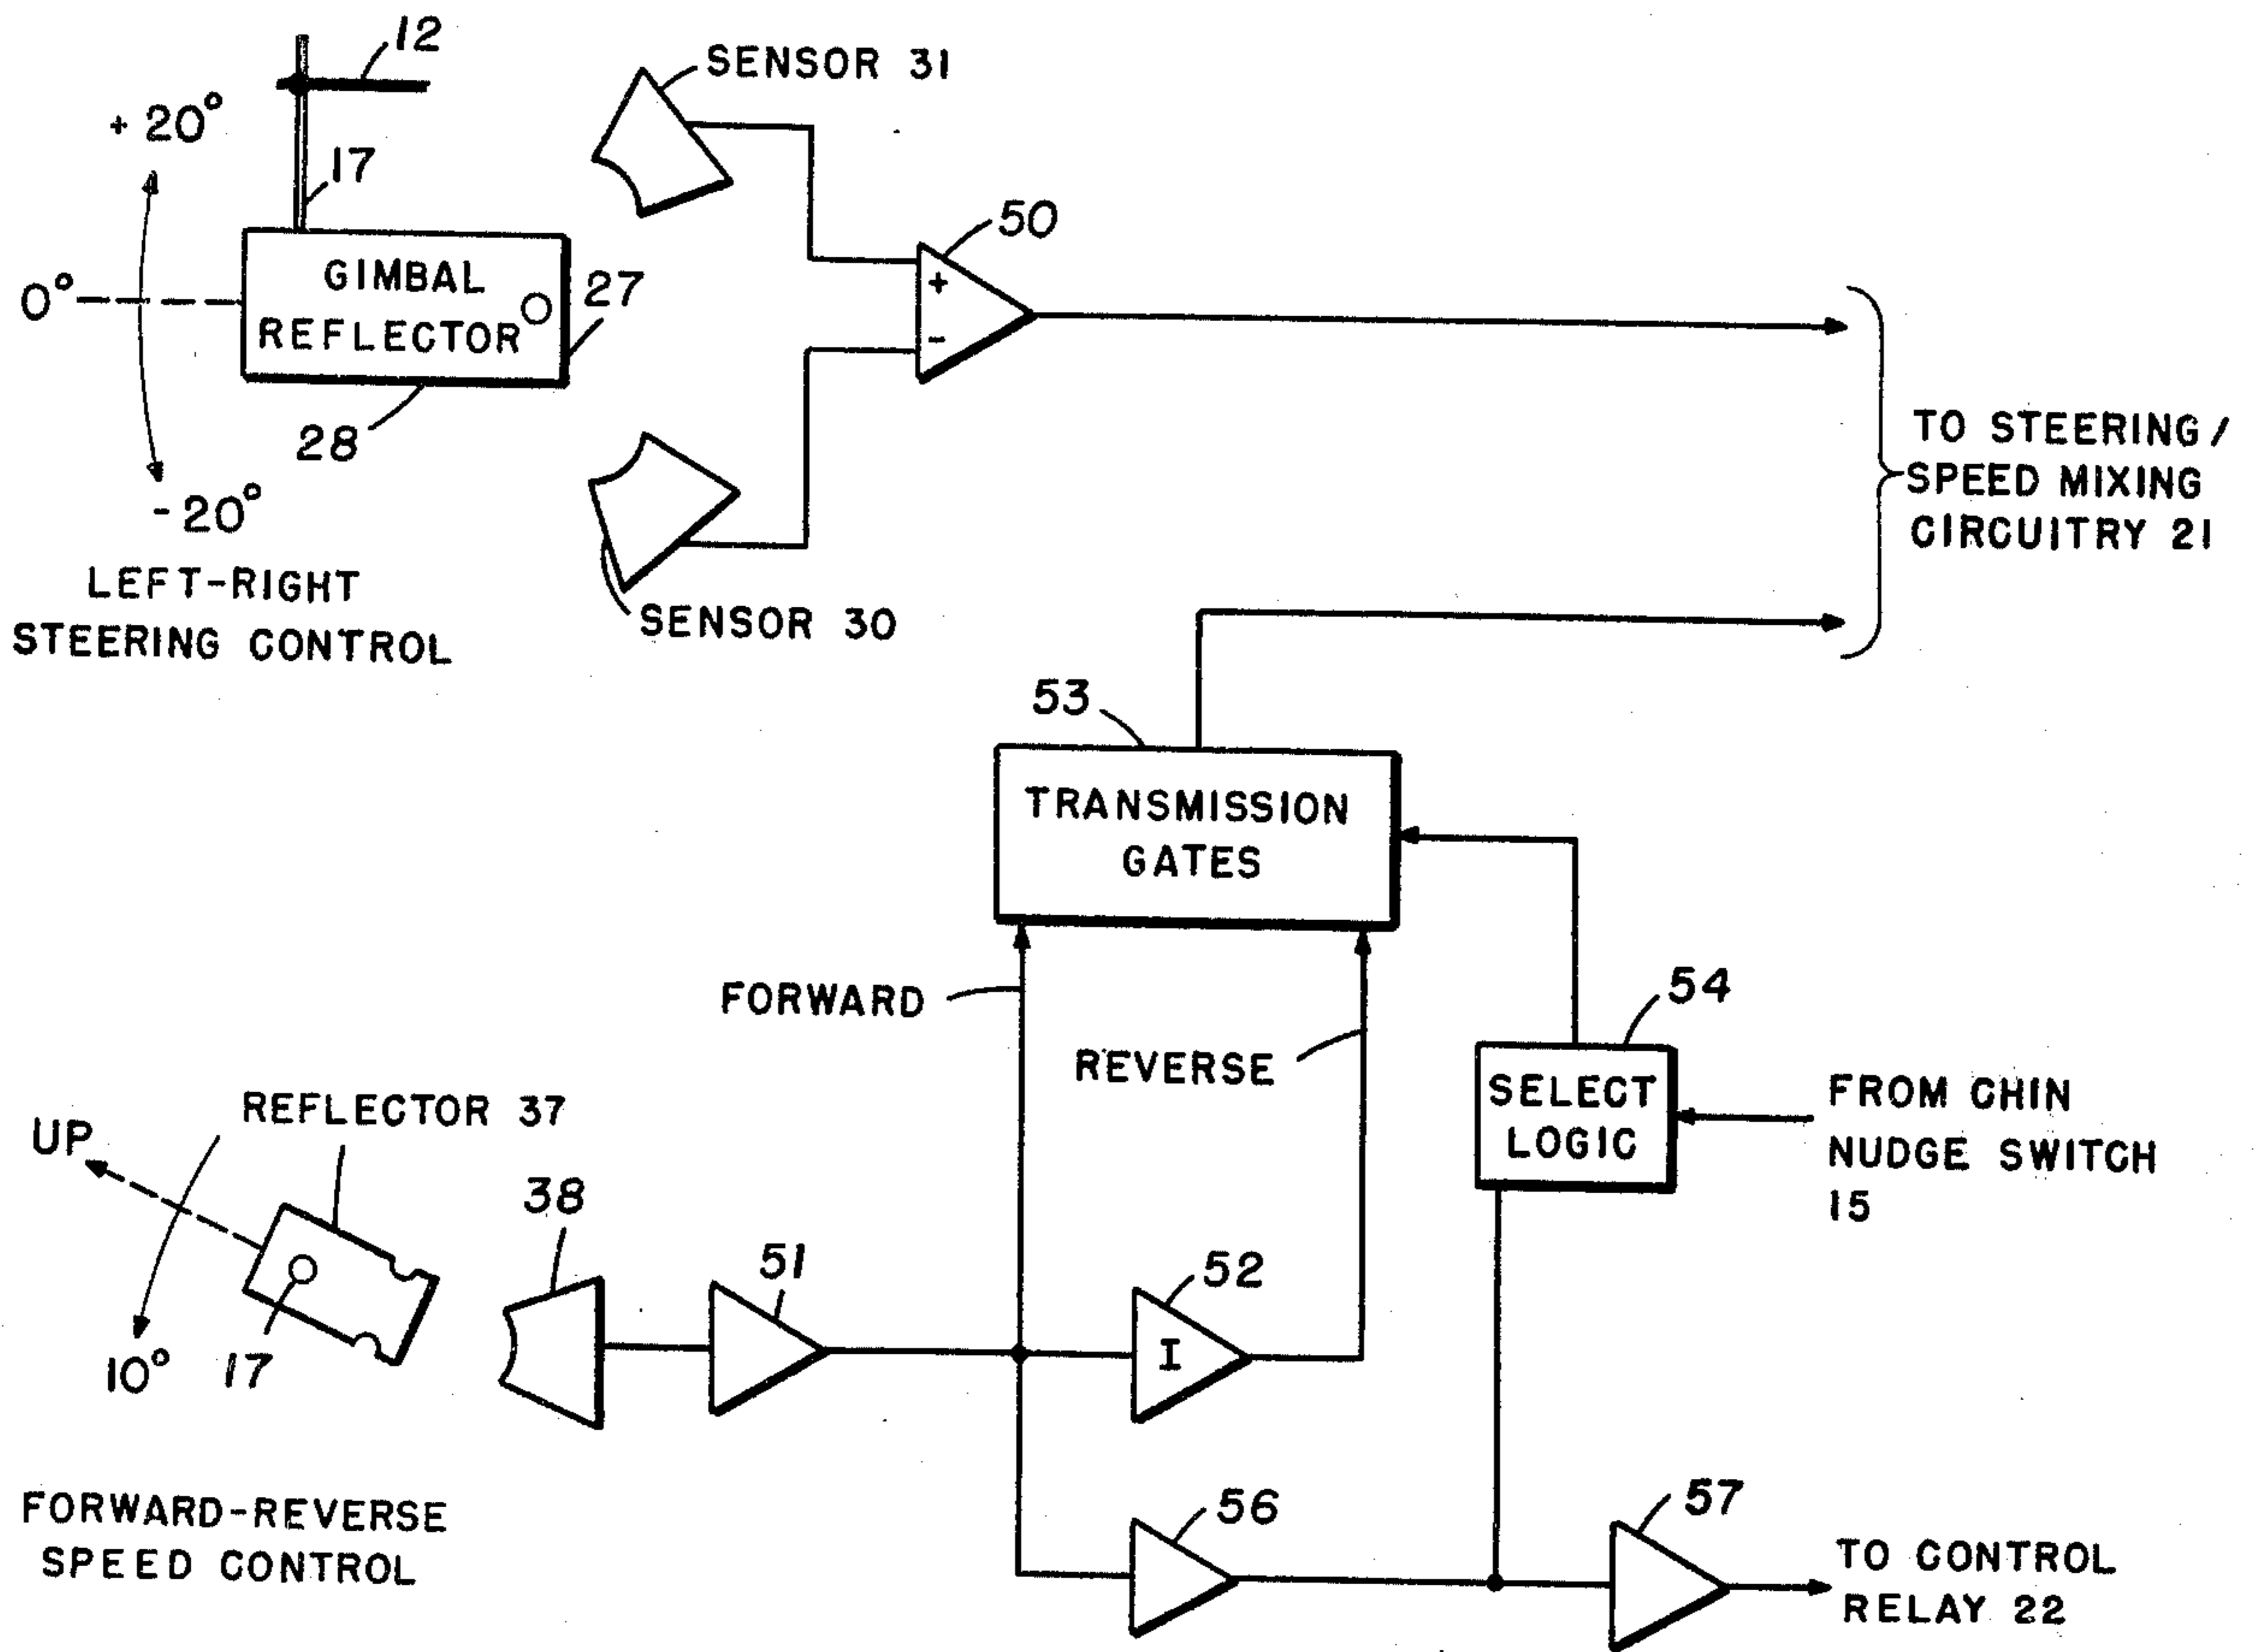 12
SENSOR 31
+20°
17
50
GIMBAL
REFLECTOR
27
0°
+
-
28
-20°
TO STEERING/
SPEED MIXING
CIRCUITRY 21
LEFT-RIGHT
STEERING CONTROL
SENSOR 30
53
TRANSMISSION
GATES
FORWARD
REVERSE
54
SELECT
LOGIC
FROM CHIN
NUDGE SWITCH
15
REFLECTOR 37
UP
38
51
52
I
10°
17
FORWARD-REVERSE
SPEED CONTROL
56
57
TO CONTROL
RELAY 22